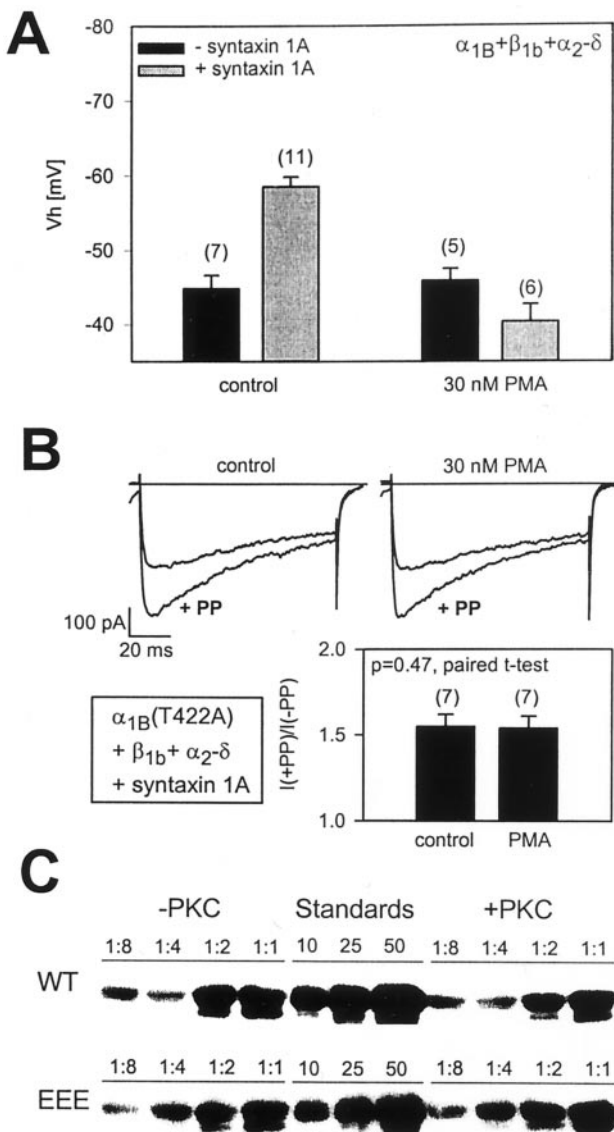 A
Vh [mV]
-80
-70
-60
-50
-40
- syntaxin 1A
+ syntaxin 1A
α1B+β1b+α2-δ
(7)
(11)
(5)
(6)
control
30 nM PMA
B
control
30 nM PMA
+ PP
+ PP
100 pA
20 ms
α1B(T422A)
+ β1b+ α2-δ
+ syntaxin 1A
I(+PP)/I(-PP)
2.0
1.5
1.0
p=0.47, paired t-test
(7)
(7)
control
PMA
C
-PKC
Standards
+PKC
1:8 1:4 1:2 1:1 10 25 50 1:8 1:4 1:2 1:1
WT
1:8 1:4 1:2 1:1 10 25 50 1:8 1:4 1:2 1:1
EEE